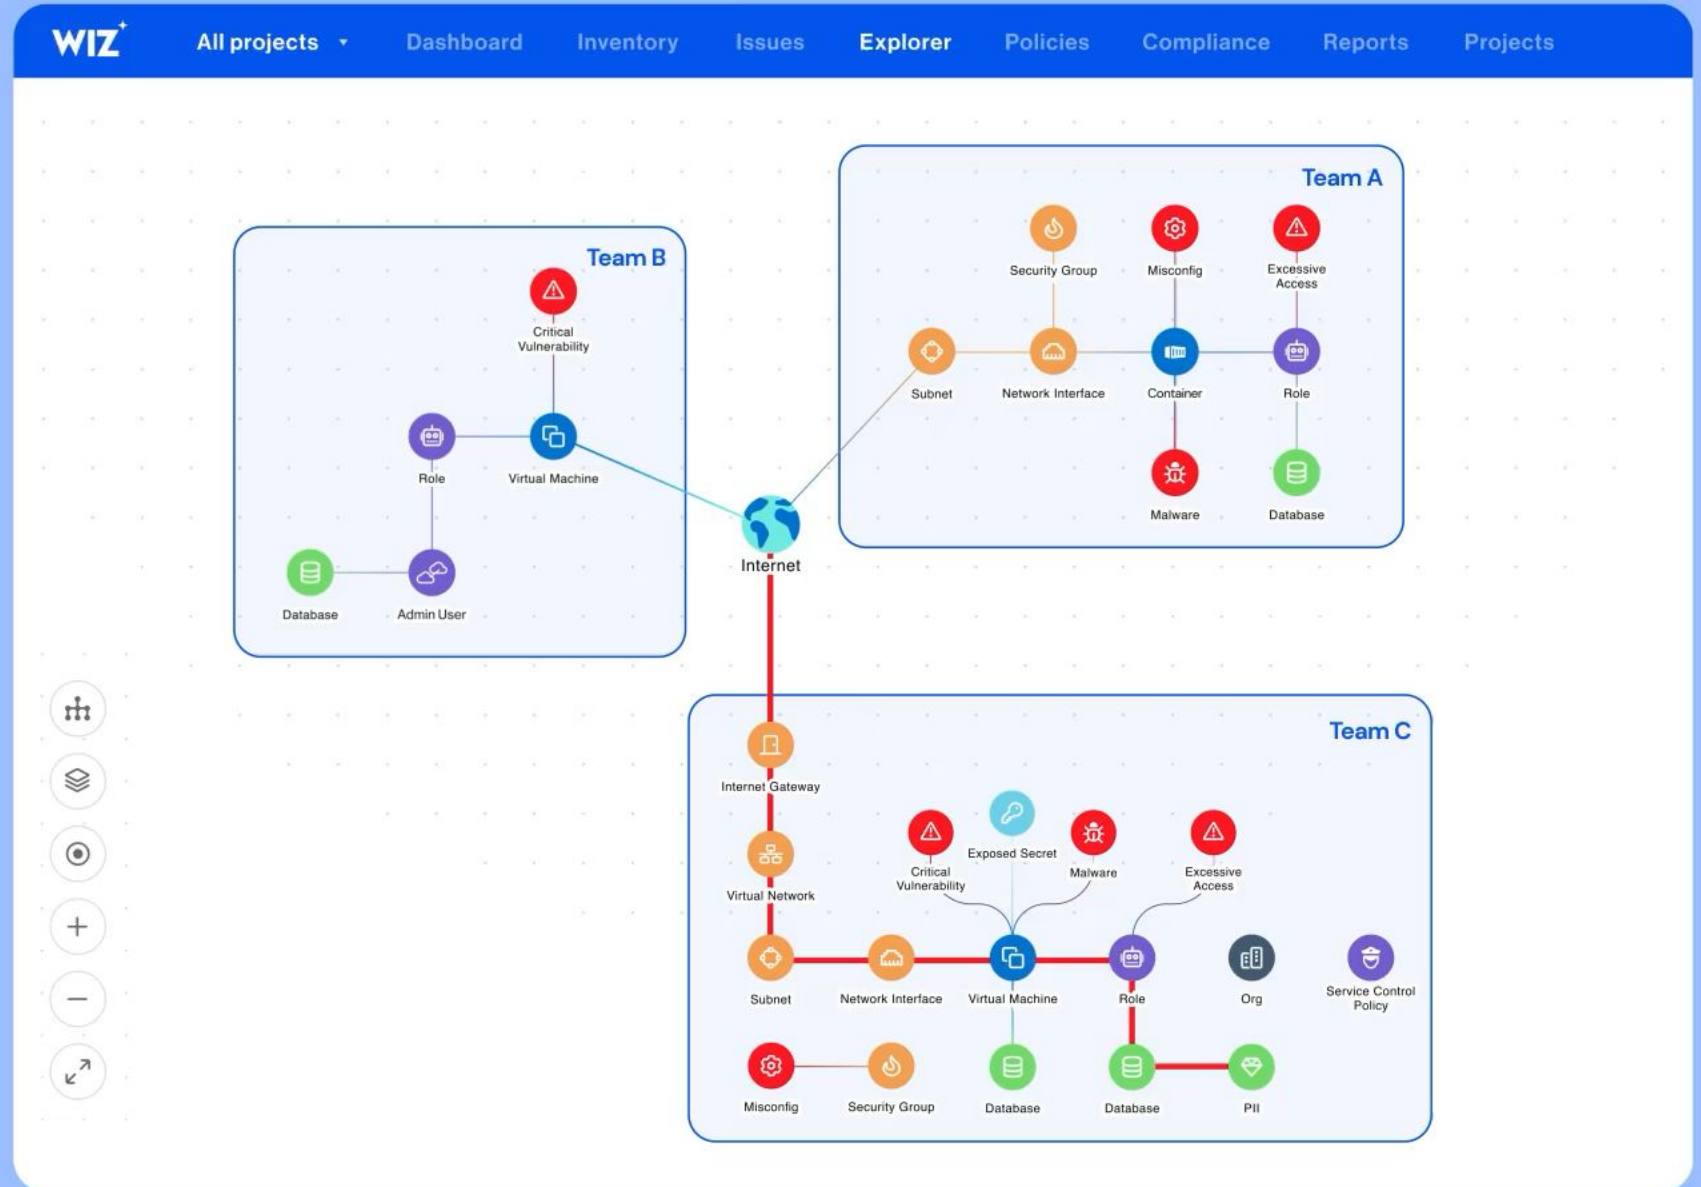 WIZ
All projects
Dashboard
Inventory
Issues
Explorer
Policies
Compliance
Reports
Projects
Team A
Security Group
Misconfig
Excessive
Access
Subnet
Network Interface
Container
Role
Malware
Database
Team B
Critical
Vulnerability
Role
Virtual Machine
Database
Admin User
Internet
Team C
Internet Gateway
Virtual Network
Critical
Vulnerability
Exposed Secret
Malware
Excessive
Access
Subnet
Network Interface
Virtual Machine
Role
Org
Service Control
Policy
Misconfig
Security Group
Database
Database
PII